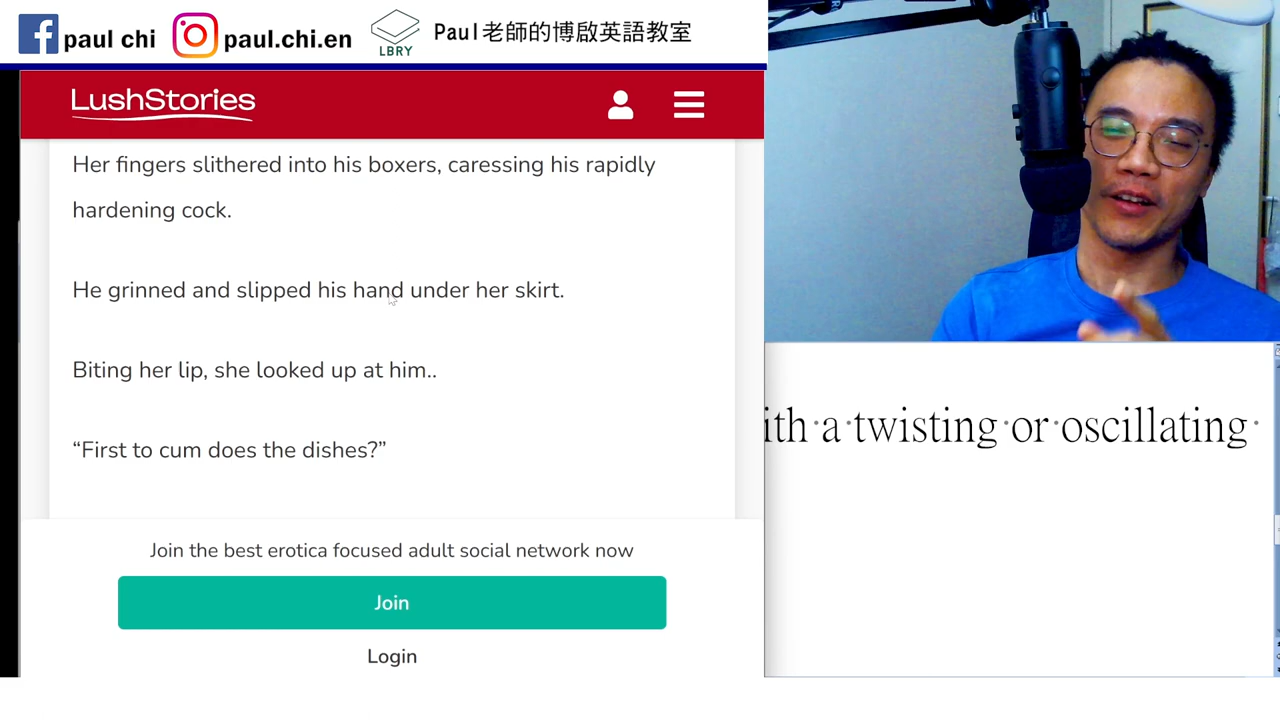 paul chi
paul.chi.en
LBRY
Paul老師的博啟英語教室
LushStories
Her fingers slithered into his boxers, caressing his rapidly
hardening cock.
He grinned and slipped his hand under her skirt.
Biting her lip, she looked up at him..
“First to cum does the dishes?”
Join the best erotica focused adult social network now
Join
Login
ith a twisting or oscillating